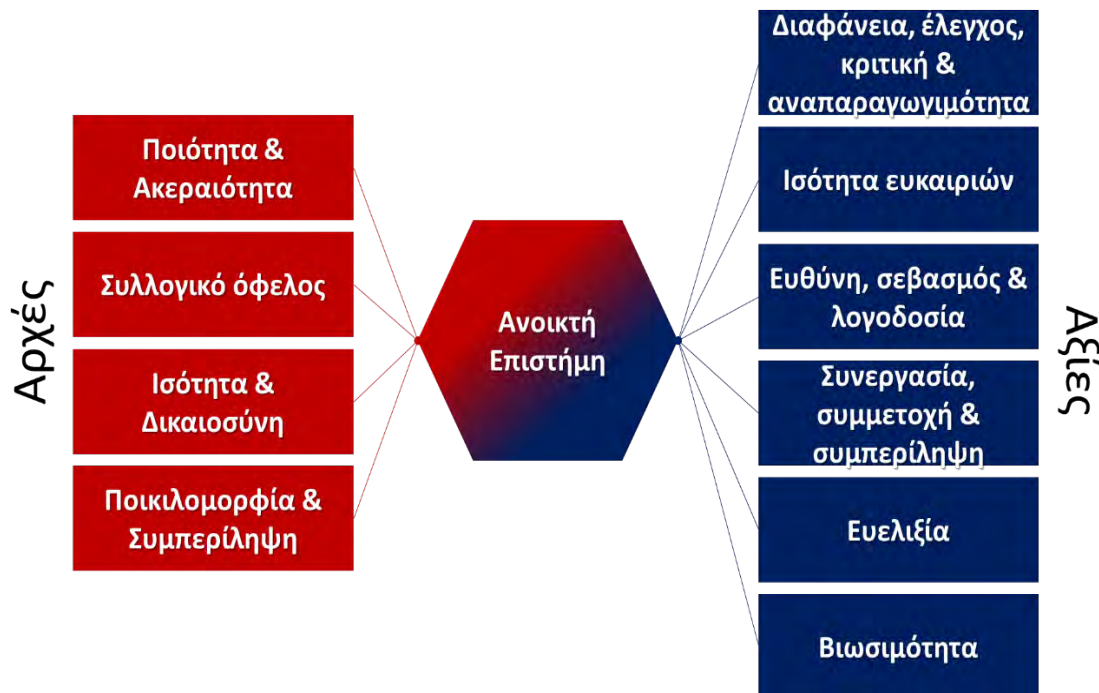 Αρχές
Ποιότητα &
Ακεραιότητα
Συλλογικό όφελος
Ισότητα &
Δικαιοσύνη
Ποικιλομορφία &
Συμπερίληψη
Ανοικτή
Επιστήμη
Διαφάνεια, έλεγχος,
κριτική &
αναπαραγωγιμότητα
Ισότητα ευκαιριών
Ευθύνη, σεβασμός &
λογοδοσία
Συνεργασία,
συμμετοχή &
συμπερίληψη
Ευελιξία
Βιωσιμότητα
Αξίες